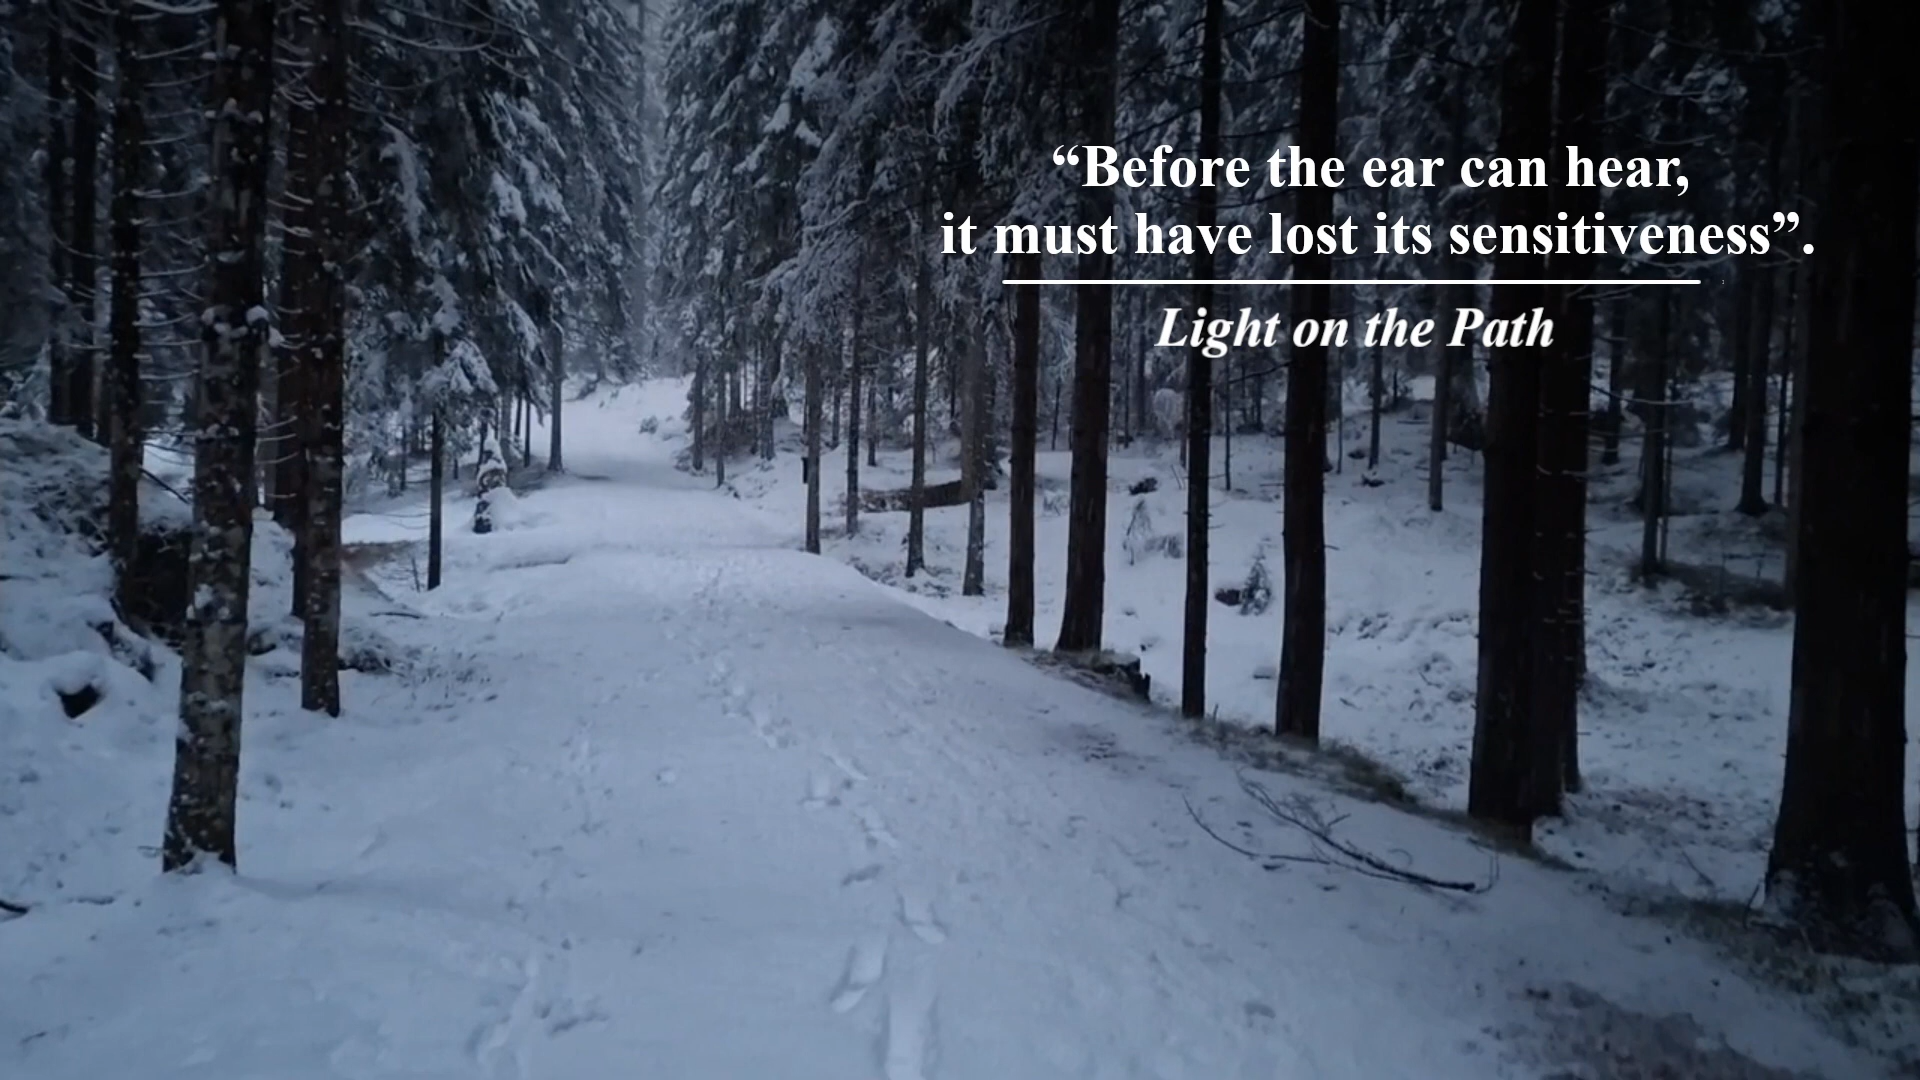 “Before the ear can hear,
it must have lost its sensitiveness”.
Light on the Path